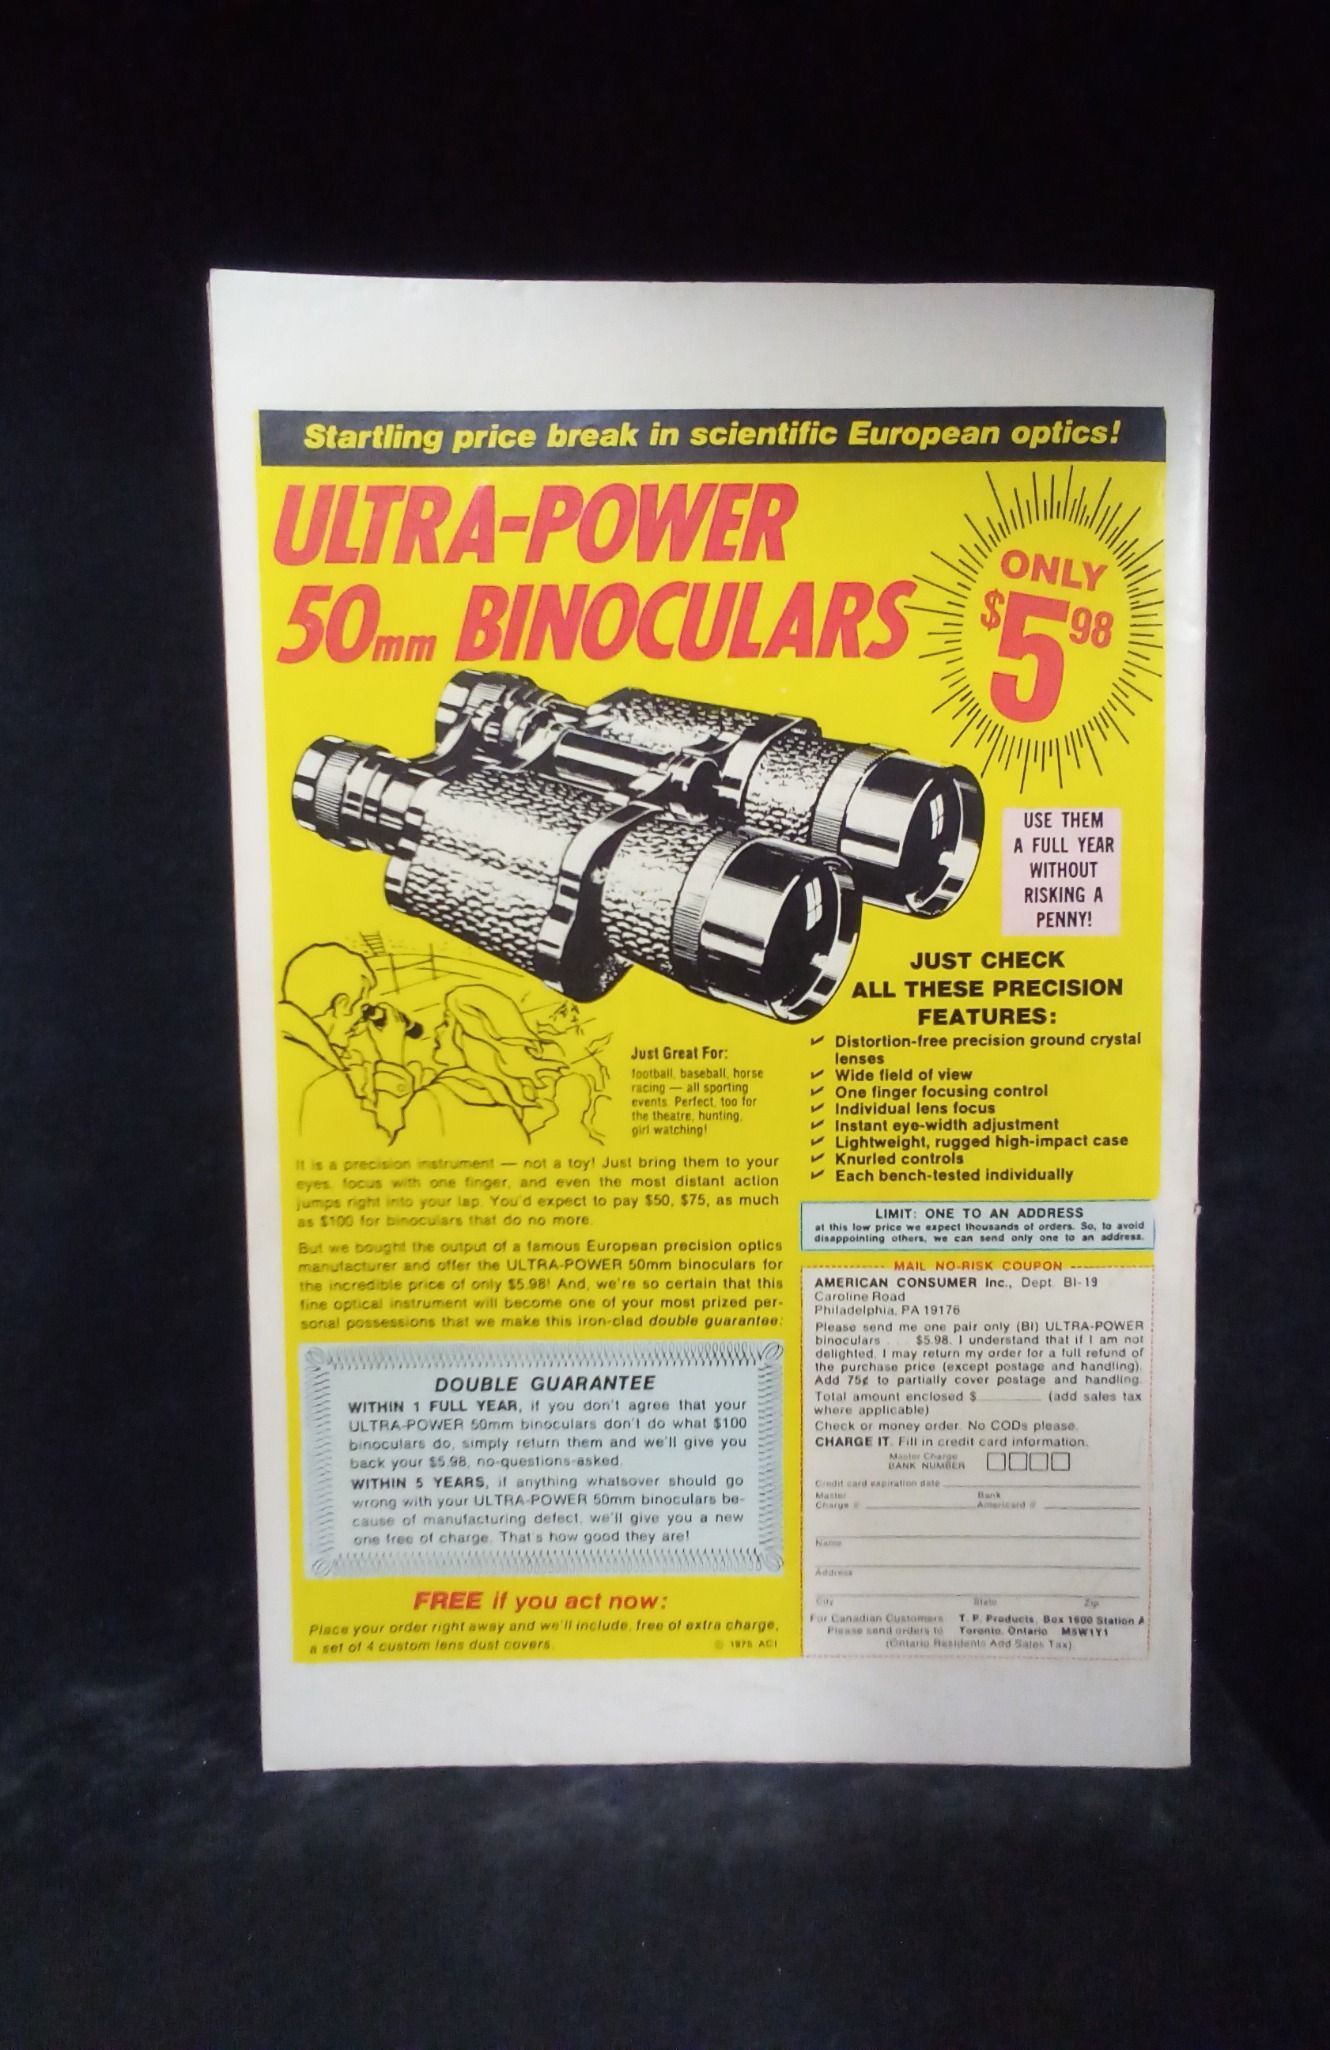 Startling price break in scientific European optics!
ULTRA-POWER
50mm BINOCULARS
ONLY
$5 98
USE THEM
A FULL YEAR
WITHOUT
RISKING A
PENNY!
JUST CHECK
ALL THESE PRECISION
FEATURES:
✓ Distortion-free precision ground crystal
lenses
✓ Wide field of view
✓ One finger focusing control
✓ Individual lens focus
✓ Instant eye-width adjustment
✓ Lightweight, rugged high-impact case
✓ Knurled controls
✓ Each bench-tested individually
Just Great For:
football, baseball, horse
racing — all sporting
events. Perfect, too for
the theatre, hunting,
girl watching!
It is a precision instrument — not a toy! Just bring them to your
eyes, focus with one finger, and even the most distant action
jumps right into your lap. You'd expect to pay $50, $75, as much
as $100 for binoculars that do no more.
But we bought the output of a famous European precision optics
manufacturer and offer the ULTRA-POWER 50mm binoculars for
the incredible price of only $5.98! And, we're so certain that this
fine optical instrument will become one of your most prized per-
sonal possessions that we make this iron-clad double guarantee:
DOUBLE GUARANTEE
WITHIN 1 FULL YEAR, if you don't agree that your
ULTRA-POWER 50mm binoculars don't do what $100
binoculars do, simply return them and we'll give you
back your $5.98, no-questions-asked.
WITHIN 5 YEARS, if anything whatsover should go
wrong with your ULTRA-POWER 50mm binoculars be-
cause of manufacturing defect, we'll give you a new
one free of charge. That's how good they are!
FREE if you act now:
Place your order right away and we'll include, free of extra charge,
a set of 4 custom lens dust covers.
© 1975 ACI
LIMIT: ONE TO AN ADDRESS
at this low price we expect thousands of orders. So, to avoid
disappointing others, we can send only one to an address.
MAIL NO-RISK COUPON
AMERICAN CONSUMER Inc., Dept. BI-19
Caroline Road
Philadelphia, PA 19176
Please send me one pair only (BI) ULTRA-POWER
binoculars . . . $5.98. I understand that if I am not
delighted, I may return my order for a full refund of
the purchase price (except postage and handling).
Add 75¢ to partially cover postage and handling.
Total amount enclosed $______ (add sales tax
where applicable)
Check or money order. No CODs please.
CHARGE IT. Fill in credit card information.
Master Charge
BANK NUMBER
Credit card expiration date
Master Charge #
Bank Americard #
Name
Address
City State Zip
For Canadian Customers T. P. Products, Box 1600 Station A
Please send orders to Toronto, Ontario M5W1Y1
(Ontario Residents Add Sales Tax)